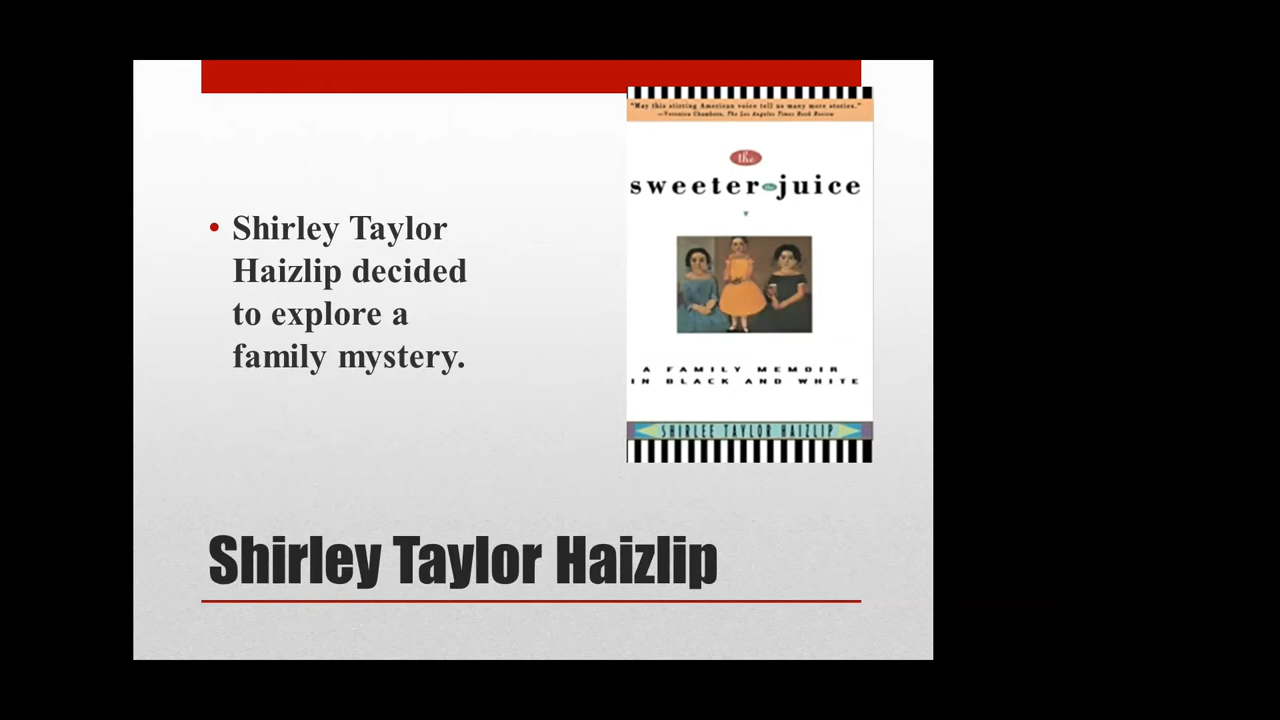 • Shirley Taylor
Haizlip decided
to explore a
family mystery.
"May this stirring American voice tell us many more stories."
—Veronica Chambers, The Los Angeles Times Book Review
the
sweeter the juice
A FAMILY MEMOIR
IN BLACK AND WHITE
SHIRLEE TAYLOR HAIZLIP
Shirley Taylor Haizlip